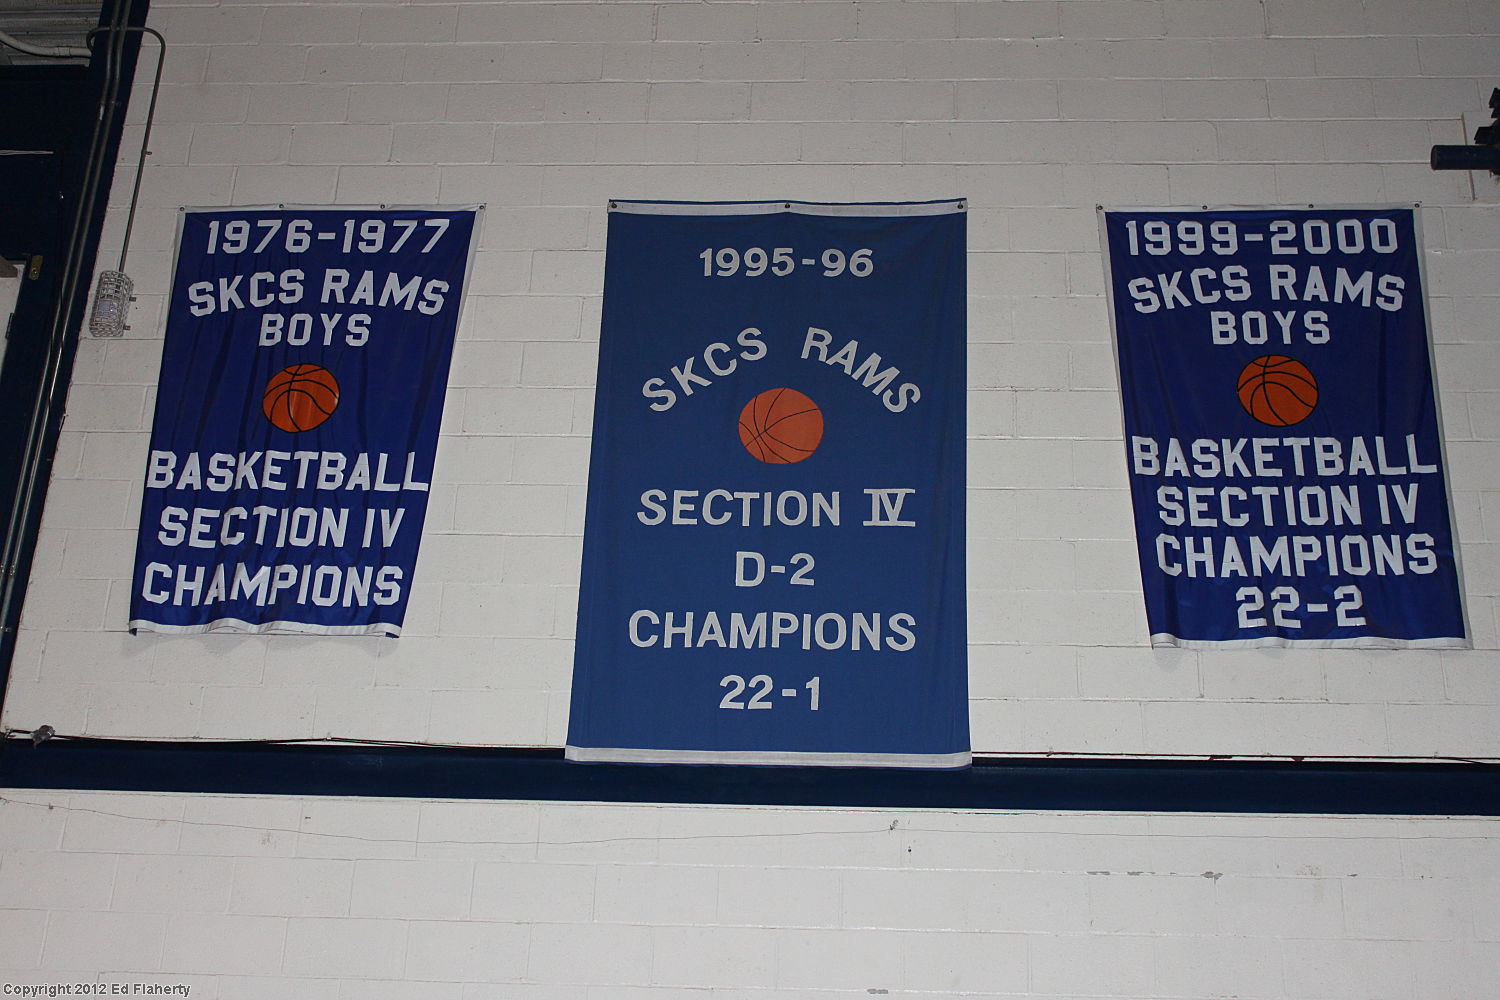 1976-1977
SKCS RAMS
BOYS
BASKETBALL
SECTION IV
CHAMPIONS
1995-96
SKCS RAMS
SECTION IV
D-2
CHAMPIONS
22-1
1999-2000
SKCS RAMS
BOYS
BASKETBALL
SECTION IV
CHAMPIONS
22-2
Copyright 2012 Ed Flaherty